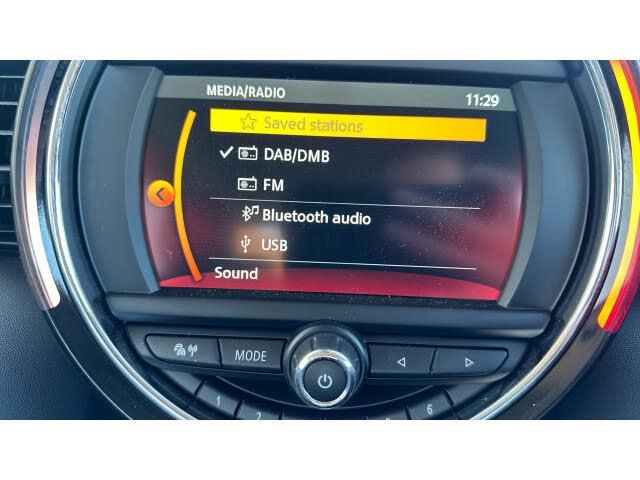 MEDIA/RADIO
11:29
Saved stations
DAB/DMB
FM
Bluetooth audio
USB
Sound
MODE
1
2
6